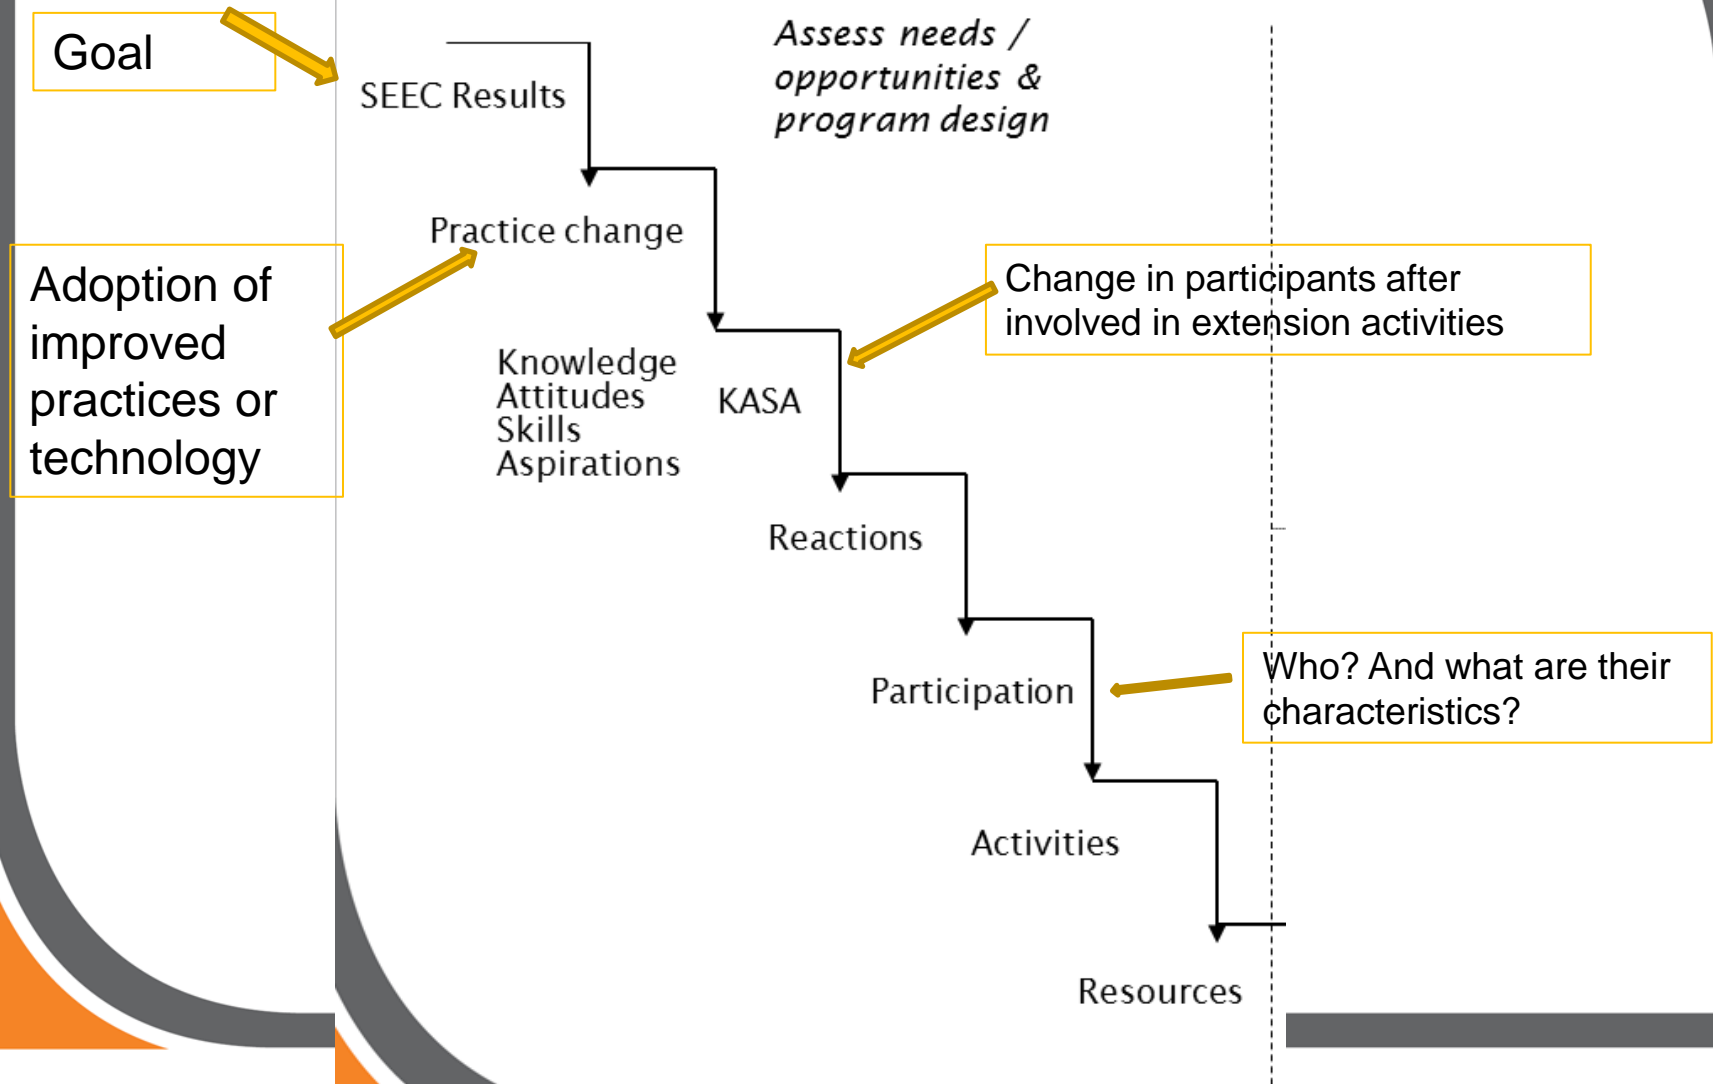 Goal
Assess needs /
opportunities &
program design
SEEC Results
Practice change
Adoption of
improved
practices or
technology
Change in participants after
involved in extension activities
Knowledge
Attitudes
Skills
Aspirations
KASA
Reactions
Participation
Who? And what are their
characteristics?
Activities
Resources